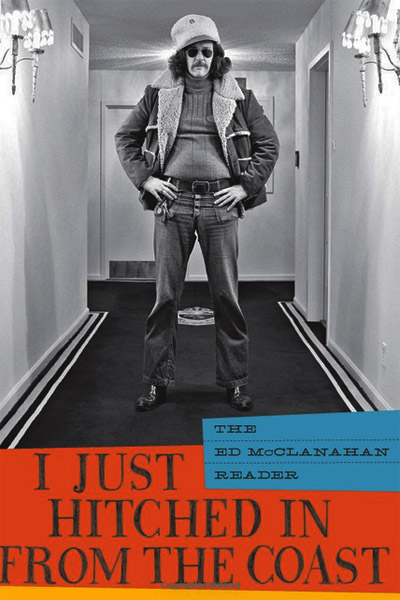 THE
ED McCLANAHAN
READER
I JUST
HITCHED IN
FROM THE COAST